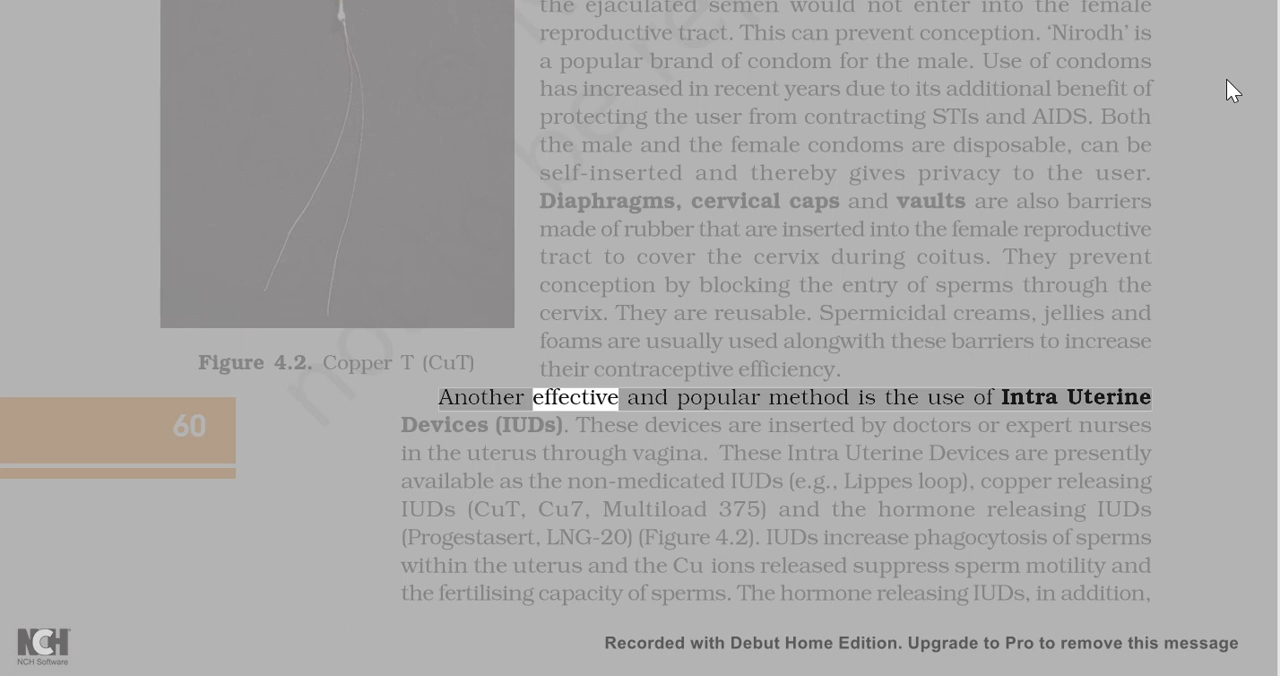 the ejaculated semen would not enter into the female
reproductive tract. This can prevent conception. ‘Nirodh’ is
a popular brand of condom for the male. Use of condoms
has increased in recent years due to its additional benefit of
protecting the user from contracting STIs and AIDS. Both
the male and the female condoms are disposable, can be
self-inserted and thereby gives privacy to the user.
Diaphragms, cervical caps and vaults are also barriers
made of rubber that are inserted into the female reproductive
tract to cover the cervix during coitus. They prevent
conception by blocking the entry of sperms through the
cervix. They are reusable. Spermicidal creams, jellies and
foams are usually used alongwith these barriers to increase
their contraceptive efficiency.
Figure 4.2. Copper T (CuT)
Another effective and popular method is the use of Intra Uterine
Devices (IUDs). These devices are inserted by doctors or expert nurses
in the uterus through vagina. These Intra Uterine Devices are presently
available as the non-medicated IUDs (e.g., Lippes loop), copper releasing
IUDs (CuT, Cu7, Multiload 375) and the hormone releasing IUDs
(Progestasert, LNG-20) (Figure 4.2). IUDs increase phagocytosis of sperms
within the uterus and the Cu ions released suppress sperm motility and
the fertilising capacity of sperms. The hormone releasing IUDs, in addition,
60
NCH
NCH Software
Recorded with Debut Home Edition. Upgrade to Pro to remove this message